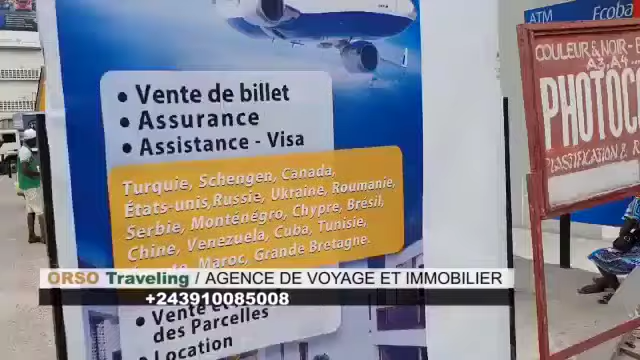 ATM Ecoba
COULEUR & NOIR - B
A3, A4...
PHOTOC
PLASTIFICATION & R
• Vente de billet
• Assurance
• Assistance - Visa
Turquie, Schengen, Canada,
États-unis,Russie, Ukraine, Roumanie,
Serbie, Monténégro, Chypre, Brésil,
Chine, Venezuela, Cuba, Tunisie,
Maroc, Grande Bretagne.
ORSO Traveling / AGENCE DE VOYAGE ET IMMOBILIER
+243910085008
• Vente
des Parcelles
• Location